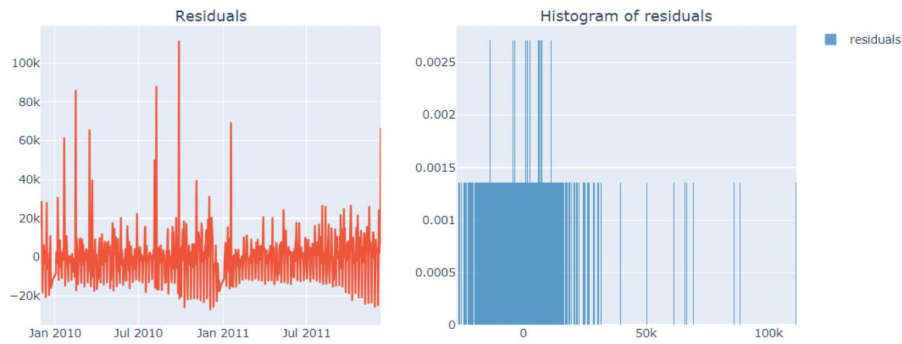 Residuals
100k
80k
60k
40k
20k
0
−20k
Jan 2010
Jul 2010
Jan 2011
Jul 2011
Histogram of residuals
0.0025
0.002
0.0015
0.001
0.0005
0
0
50k
100k
residuals